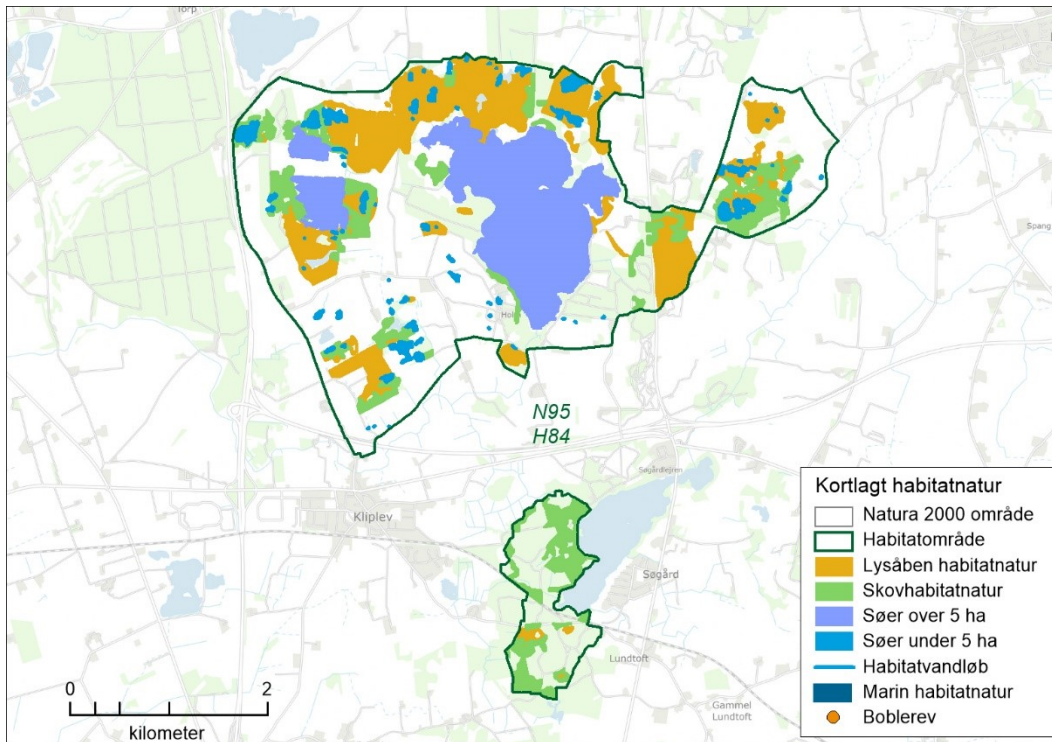 Torp
Spang
Hol
N95
H84
Søgårdlejren
Kliplev
Søgård
Lundtoft
Gammel
Lundtoft
0 2
kilometer
Kortlagt habitatnatur
Natura 2000 område
Habitatområde
Lysåben habitatnatur
Skovhabitatnatur
Søer over 5 ha
Søer under 5 ha
Habitatvandløb
Marin habitatnatur
Boblerev